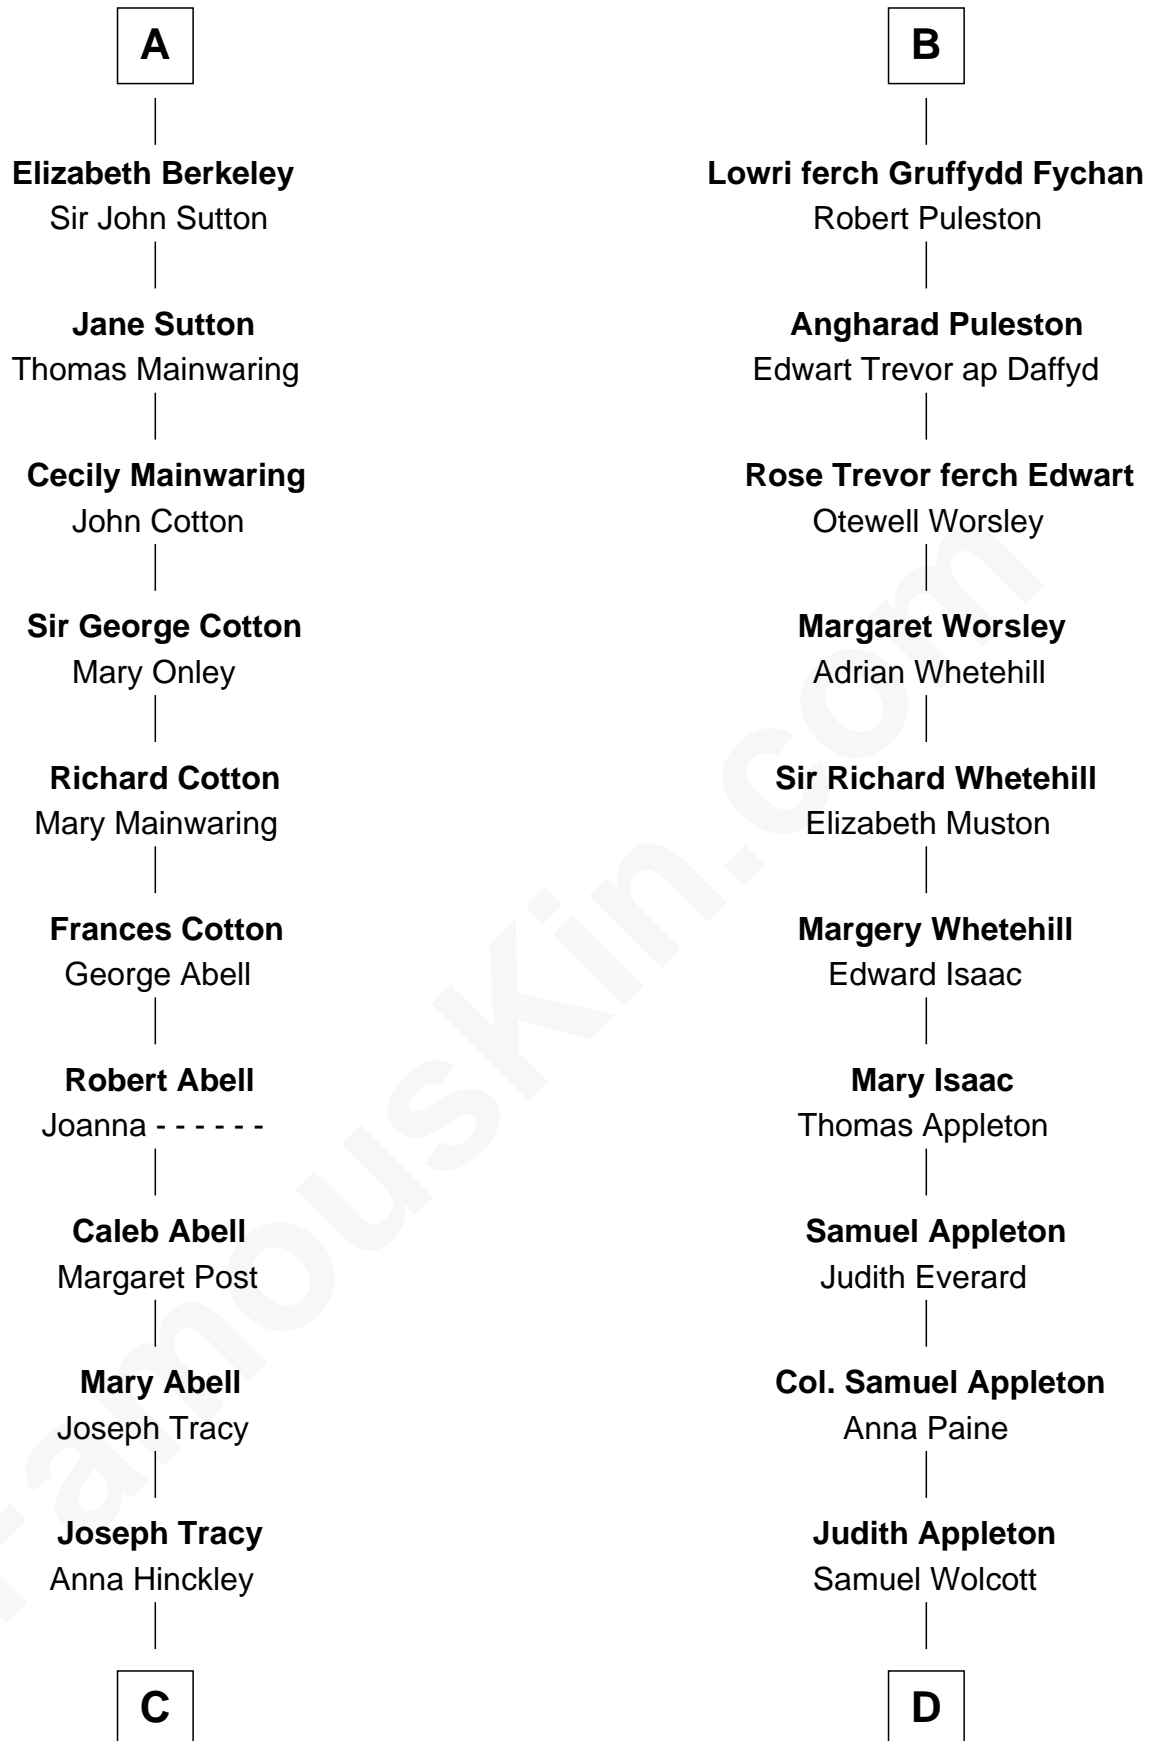 A
Elizabeth Berkeley
Sir John Sutton
Jane Sutton
Thomas Mainwaring
Cecily Mainwaring
John Cotton
Sir George Cotton
Mary Onley
Richard Cotton
Mary Mainwaring
Frances Cotton
George Abell
Robert Abell
Joanna - - - - - -
Caleb Abell
Margaret Post
Mary Abell
Joseph Tracy
Joseph Tracy
Anna Hinckley
C
B
Lowri ferch Gruffydd Fychan
Robert Puleston
Angharad Puleston
Edwart Trevor ap Daffyd
Rose Trevor ferch Edwart
Otewell Worsley
Margaret Worsley
Adrian Whetehill
Sir Richard Whetehill
Elizabeth Muston
Margery Whetehill
Edward Isaac
Mary Isaac
Thomas Appleton
Samuel Appleton
Judith Everard
Col. Samuel Appleton
Anna Paine
Judith Appleton
Samuel Wolcott
D
FamousKin.com